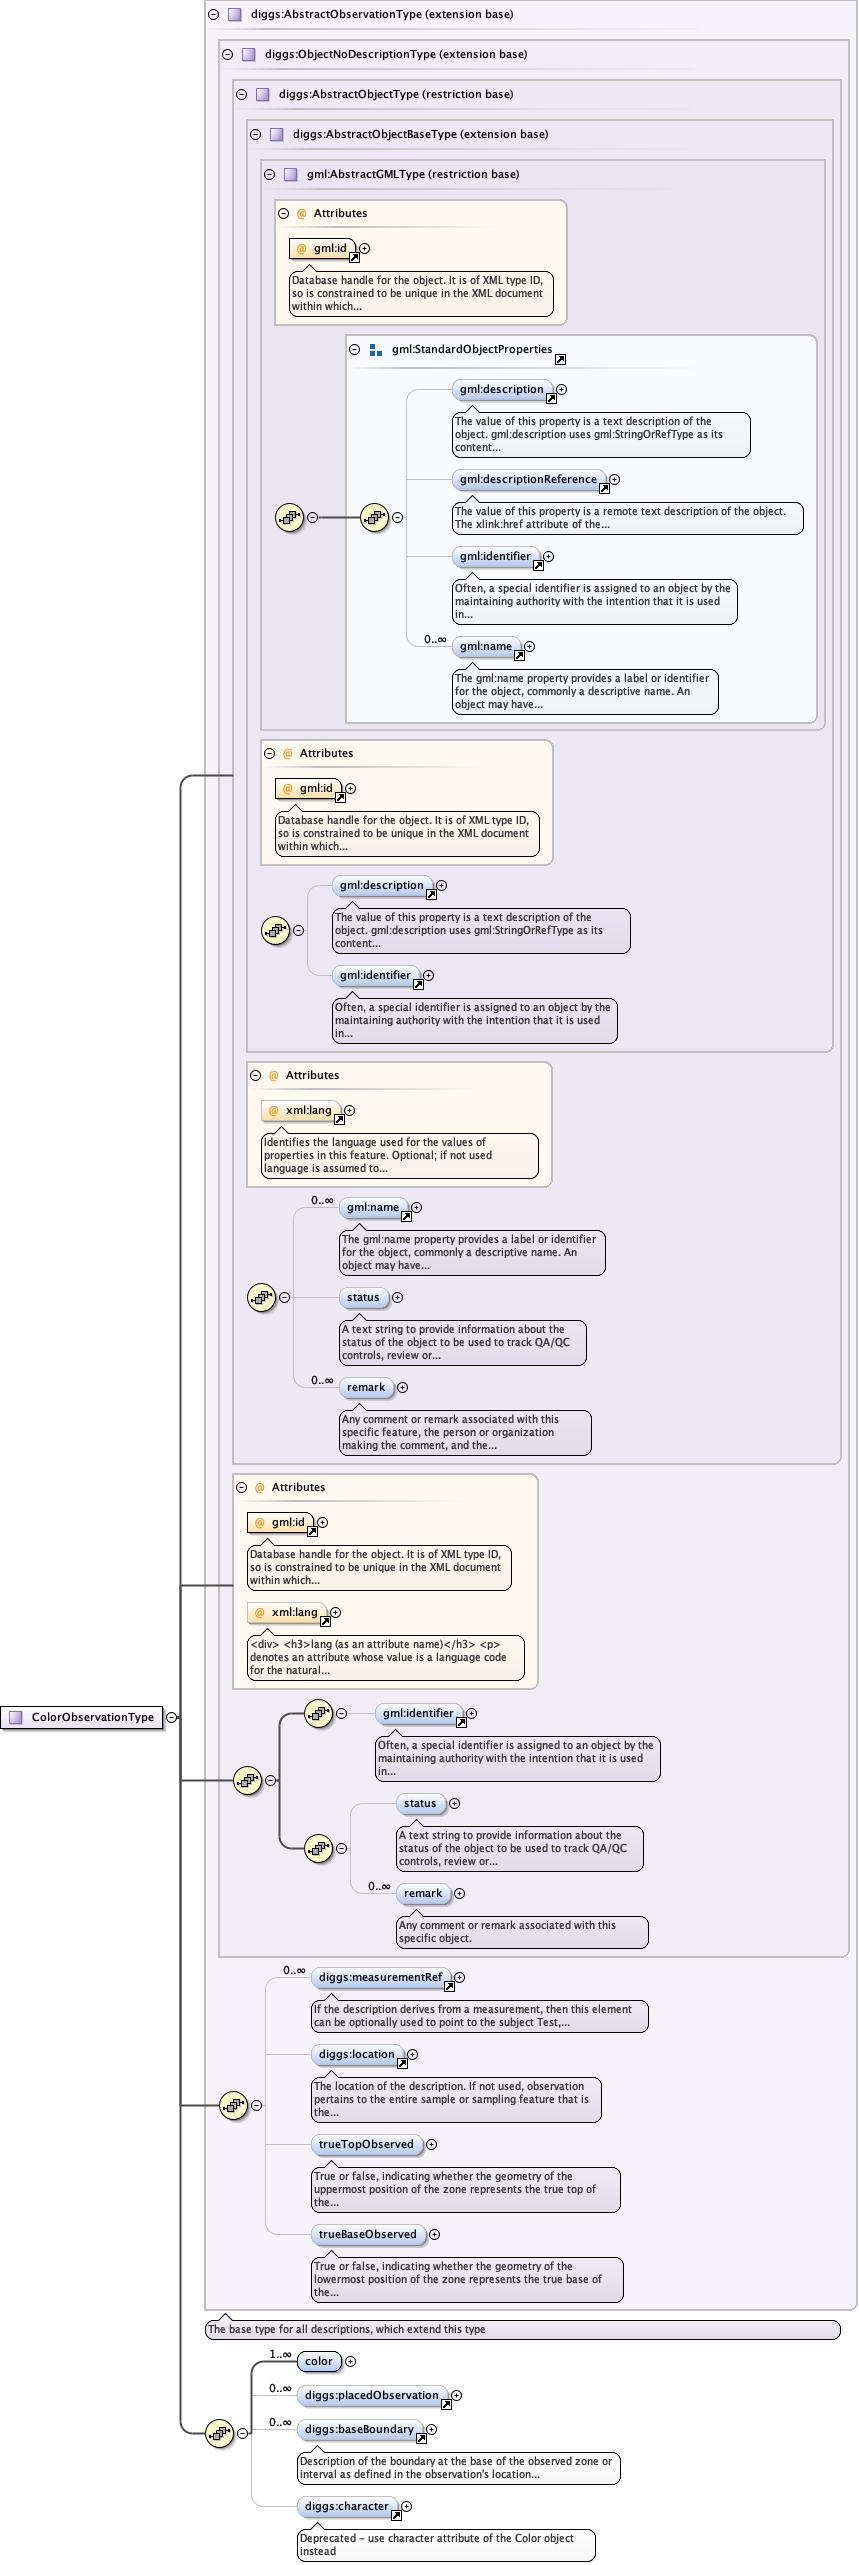 diggs:AbstractObservationType (extension base)
diggs:ObjectNoDescriptionType (extension base)
diggs:AbstractObjectType (restriction base)
diggs:AbstractObjectBaseType (extension base)
gml:AbstractGMLType (restriction base)
@ Attributes
@ gml:id
Database handle for the object. It is of XML type ID,
so is constrained to be unique in the XML document
within which...
gml:StandardObjectProperties
gml:description
The value of this property is a text description of the
object. gml:description uses gml:StringOrRefType as its
content...
gml:descriptionReference
The value of this property is a remote text description of the object.
The xlink:href attribute of the...
gml:identifier
Often, a special identifier is assigned to an object by the
maintaining authority with the intention that it is used
in...
0..∞
gml:name
The gml:name property provides a label or identifier
for the object, commonly a descriptive name. An
object may have...
@ Attributes
@ gml:id
Database handle for the object. It is of XML type ID,
so is constrained to be unique in the XML document
within which...
gml:description
The value of this property is a text description of the
object. gml:description uses gml:StringOrRefType as its
content...
gml:identifier
Often, a special identifier is assigned to an object by the
maintaining authority with the intention that it is used
in...
@ Attributes
@ xml:lang
Identifies the language used for the values of
properties in this feature. Optional; if not used
language is assumed to...
0..∞
gml:name
The gml:name property provides a label or identifier
for the object, commonly a descriptive name. An
object may have...
status
A text string to provide information about the
status of the object to be used to track QA/QC
controls, review or...
0..∞
remark
Any comment or remark associated with this
specific feature, the person or organization
making the comment, and the...
@ Attributes
@ gml:id
Database handle for the object. It is of XML type ID,
so is constrained to be unique in the XML document
within which...
@ xml:lang
<div> <h3>lang (as an attribute name)</h3> <p>
denotes an attribute whose value is a language code
for the natural...
ColorObservationType
gml:identifier
Often, a special identifier is assigned to an object by the
maintaining authority with the intention that it is used
in...
status
A text string to provide information about the
status of the object to be used to track QA/QC
controls, review or...
0..∞
remark
Any comment or remark associated with this
specific object.
0..∞
diggs:measurementRef
If the description derives from a measurement, then this element
can be optionally used to point to the subject Test,...
diggs:location
The location of the description. If not used, observation
pertains to the entire sample or sampling feature that is
the...
trueTopObserved
True or false, indicating whether the geometry of the
uppermost position of the zone represents the true top of
the...
trueBaseObserved
True or false, indicating whether the geometry of the
lowermost position of the zone represents the true base of
the...
The base type for all descriptions, which extend this type
1..∞
color
0..∞
diggs:placedObservation
0..∞
diggs:baseBoundary
Description of the boundary at the base of the observed zone or
interval as defined in the observation's location...
diggs:character
Deprecated - use character attribute of the Color object
instead